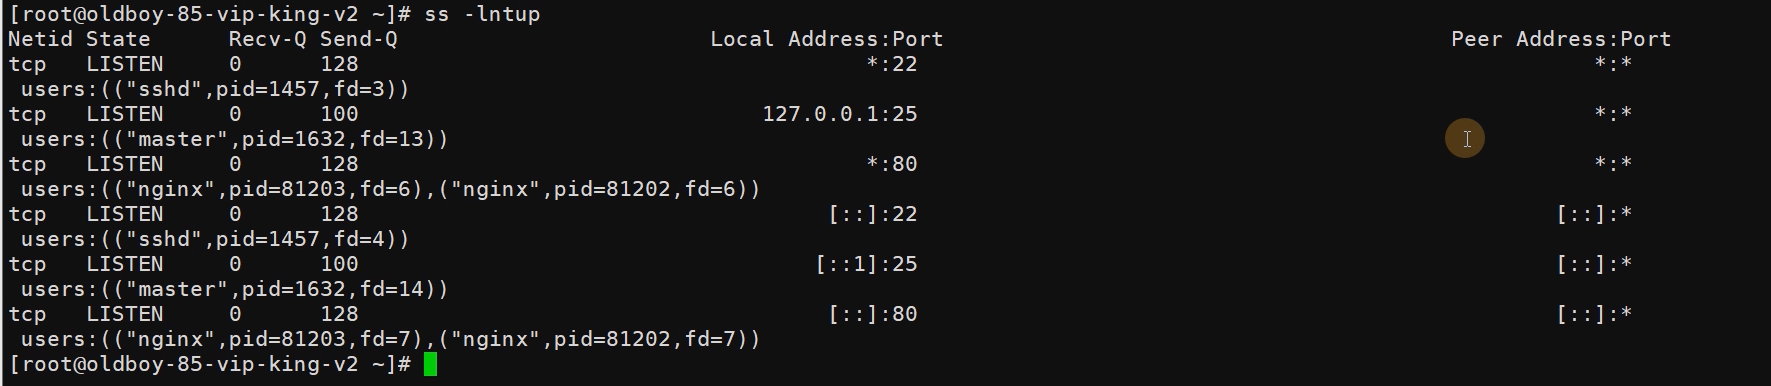 [root@oldboy-85-vip-king-v2 ~]# ss -lntup
Netid State      Recv-Q Send-Q                        Local Address:Port                                       Peer Address:Port
tcp   LISTEN     0      128                                       *:22                                                    *:*
 users:(("sshd",pid=1457,fd=3))
tcp   LISTEN     0      100                               127.0.0.1:25                                                    *:*
 users:(("master",pid=1632,fd=13))
tcp   LISTEN     0      128                                       *:80                                                    *:*
 users:(("nginx",pid=81203,fd=6),("nginx",pid=81202,fd=6))
tcp   LISTEN     0      128                                    [::]:22                                                 [::]:*
 users:(("sshd",pid=1457,fd=4))
tcp   LISTEN     0      100                                   [::1]:25                                                 [::]:*
 users:(("master",pid=1632,fd=14))
tcp   LISTEN     0      128                                    [::]:80                                                 [::]:*
 users:(("nginx",pid=81203,fd=7),("nginx",pid=81202,fd=7))
[root@oldboy-85-vip-king-v2 ~]#